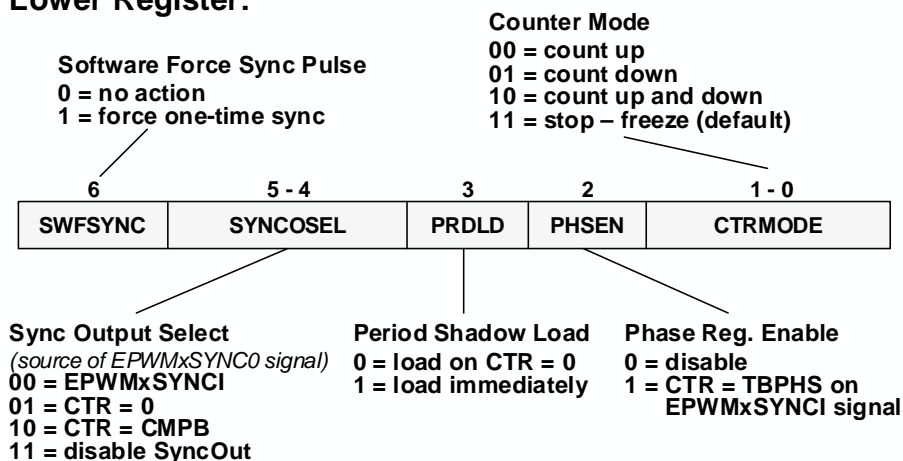 Lower Register:
Counter Mode
00 = count up
01 = count down
10 = count up and down
11 = stop – freeze (default)
Software Force Sync Pulse
0 = no action
1 = force one-time sync
6
5 - 4
3
2
1 - 0
SWFSYNC
SYNCOSEL
PRDLD
PHSEN
CTRMODE
Sync Output Select
(source of EPWMxSYNC0 signal)
00 = EPWMxSYNCI
01 = CTR = 0
10 = CTR = CMPB
11 = disable SyncOut
Period Shadow Load
0 = load on CTR = 0
1 = load immediately
Phase Reg. Enable
0 = disable
1 = CTR = TBPHS on
EPWMxSYNCI signal